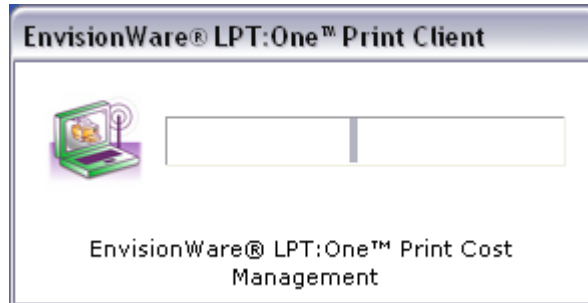 EnvisionWare® LPT:One™ Print Client
EnvisionWare® LPT:One™ Print Cost
Management